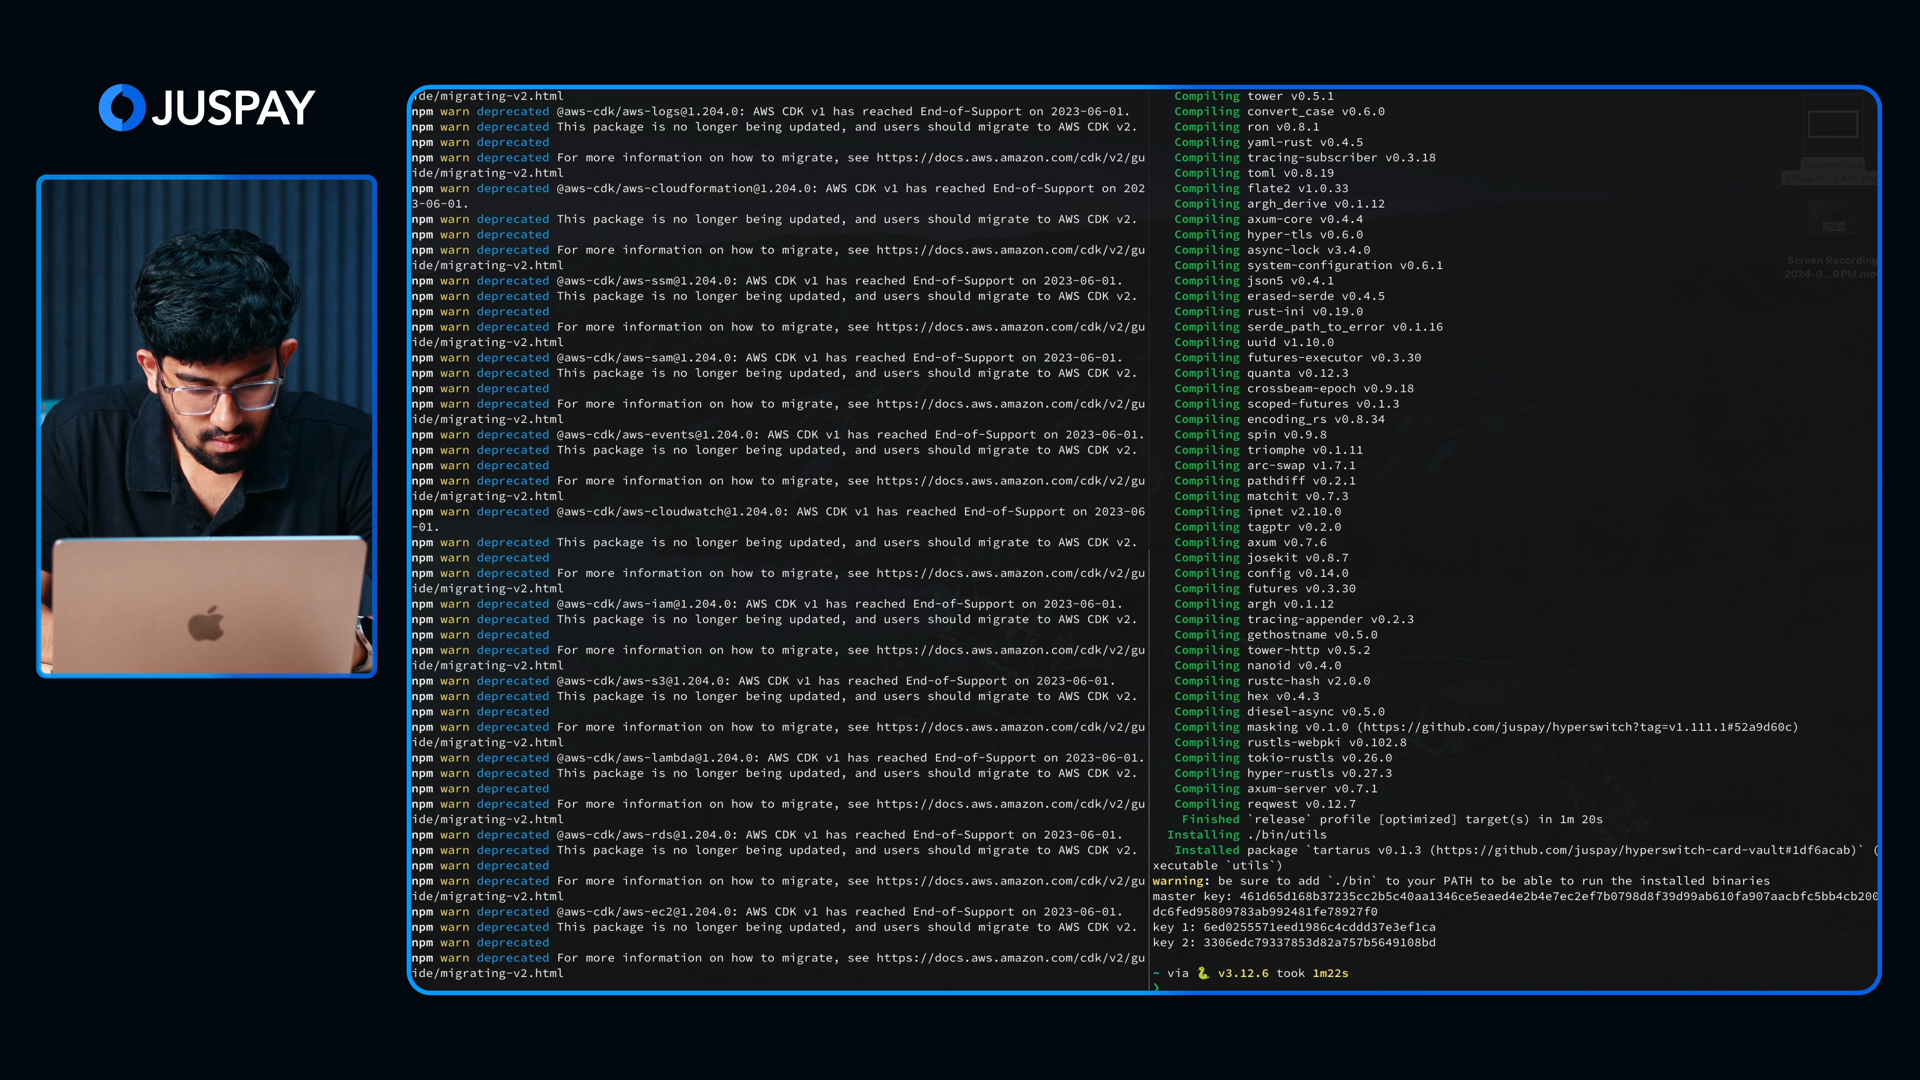 JUSPAY
ide/migrating-v2.html
npm warn deprecated @aws-cdk/aws-logs@1.204.0: AWS CDK v1 has reached End-of-Support on 2023-06-01.
npm warn deprecated This package is no longer being updated, and users should migrate to AWS CDK v2.
npm warn deprecated
npm warn deprecated For more information on how to migrate, see https://docs.aws.amazon.com/cdk/v2/gu
ide/migrating-v2.html
npm warn deprecated @aws-cdk/aws-cloudformation@1.204.0: AWS CDK v1 has reached End-of-Support on 202
3-06-01.
npm warn deprecated This package is no longer being updated, and users should migrate to AWS CDK v2.
npm warn deprecated
npm warn deprecated For more information on how to migrate, see https://docs.aws.amazon.com/cdk/v2/gu
ide/migrating-v2.html
npm warn deprecated @aws-cdk/aws-ssm@1.204.0: AWS CDK v1 has reached End-of-Support on 2023-06-01.
npm warn deprecated This package is no longer being updated, and users should migrate to AWS CDK v2.
npm warn deprecated
npm warn deprecated For more information on how to migrate, see https://docs.aws.amazon.com/cdk/v2/gu
ide/migrating-v2.html
npm warn deprecated @aws-cdk/aws-sam@1.204.0: AWS CDK v1 has reached End-of-Support on 2023-06-01.
npm warn deprecated This package is no longer being updated, and users should migrate to AWS CDK v2.
npm warn deprecated
npm warn deprecated For more information on how to migrate, see https://docs.aws.amazon.com/cdk/v2/gu
ide/migrating-v2.html
npm warn deprecated @aws-cdk/aws-events@1.204.0: AWS CDK v1 has reached End-of-Support on 2023-06-01.
npm warn deprecated This package is no longer being updated, and users should migrate to AWS CDK v2.
npm warn deprecated
npm warn deprecated For more information on how to migrate, see https://docs.aws.amazon.com/cdk/v2/gu
ide/migrating-v2.html
npm warn deprecated @aws-cdk/aws-cloudwatch@1.204.0: AWS CDK v1 has reached End-of-Support on 2023-06
-01.
npm warn deprecated This package is no longer being updated, and users should migrate to AWS CDK v2.
npm warn deprecated
npm warn deprecated For more information on how to migrate, see https://docs.aws.amazon.com/cdk/v2/gu
ide/migrating-v2.html
npm warn deprecated @aws-cdk/aws-iam@1.204.0: AWS CDK v1 has reached End-of-Support on 2023-06-01.
npm warn deprecated This package is no longer being updated, and users should migrate to AWS CDK v2.
npm warn deprecated
npm warn deprecated For more information on how to migrate, see https://docs.aws.amazon.com/cdk/v2/gu
ide/migrating-v2.html
npm warn deprecated @aws-cdk/aws-s3@1.204.0: AWS CDK v1 has reached End-of-Support on 2023-06-01.
npm warn deprecated This package is no longer being updated, and users should migrate to AWS CDK v2.
npm warn deprecated
npm warn deprecated For more information on how to migrate, see https://docs.aws.amazon.com/cdk/v2/gu
ide/migrating-v2.html
npm warn deprecated @aws-cdk/aws-lambda@1.204.0: AWS CDK v1 has reached End-of-Support on 2023-06-01.
npm warn deprecated This package is no longer being updated, and users should migrate to AWS CDK v2.
npm warn deprecated
npm warn deprecated For more information on how to migrate, see https://docs.aws.amazon.com/cdk/v2/gu
ide/migrating-v2.html
npm warn deprecated @aws-cdk/aws-rds@1.204.0: AWS CDK v1 has reached End-of-Support on 2023-06-01.
npm warn deprecated This package is no longer being updated, and users should migrate to AWS CDK v2.
npm warn deprecated
npm warn deprecated For more information on how to migrate, see https://docs.aws.amazon.com/cdk/v2/gu
ide/migrating-v2.html
npm warn deprecated @aws-cdk/aws-ec2@1.204.0: AWS CDK v1 has reached End-of-Support on 2023-06-01.
npm warn deprecated This package is no longer being updated, and users should migrate to AWS CDK v2.
npm warn deprecated
npm warn deprecated For more information on how to migrate, see https://docs.aws.amazon.com/cdk/v2/gu
ide/migrating-v2.html
Compiling tower v0.5.1
Compiling convert_case v0.6.0
Compiling ron v0.8.1
Compiling yaml-rust v0.4.5
Compiling tracing-subscriber v0.3.18
Compiling toml v0.8.19
Compiling flate2 v1.0.33
Compiling argh_derive v0.1.12
Compiling axum-core v0.4.4
Compiling hyper-tls v0.6.0
Compiling async-lock v3.4.0
Compiling system-configuration v0.6.1
Compiling json5 v0.4.1
Compiling erased-serde v0.4.5
Compiling rust-ini v0.19.0
Compiling serde_path_to_error v0.1.16
Compiling uuid v1.10.0
Compiling futures-executor v0.3.30
Compiling quanta v0.12.3
Compiling crossbeam-epoch v0.9.18
Compiling scoped-futures v0.1.3
Compiling encoding_rs v0.8.34
Compiling spin v0.9.8
Compiling triomphe v0.1.11
Compiling arc-swap v1.7.1
Compiling pathdiff v0.2.1
Compiling matchit v0.7.3
Compiling ipnet v2.10.0
Compiling tagptr v0.2.0
Compiling axum v0.7.6
Compiling josekit v0.8.7
Compiling config v0.14.0
Compiling futures v0.3.30
Compiling argh v0.1.12
Compiling tracing-appender v0.2.3
Compiling gethostname v0.5.0
Compiling tower-http v0.5.2
Compiling nanoid v0.4.0
Compiling rustc-hash v2.0.0
Compiling hex v0.4.3
Compiling diesel-async v0.5.0
Compiling masking v0.1.0 (https://github.com/juspay/hyperswitch?tag=v1.111.1#52a9d60c)
Compiling rustls-webpki v0.102.8
Compiling tokio-rustls v0.26.0
Compiling hyper-rustls v0.27.3
Compiling axum-server v0.7.1
Compiling reqwest v0.12.7
Finished `release` profile [optimized] target(s) in 1m 20s
Installing ./bin/utils
Installed package `tartarus v0.1.3 (https://github.com/juspay/hyperswitch-card-vault#1df6acab)` (
xecutable `utils`)
warning: be sure to add `./bin` to your PATH to be able to run the installed binaries
master key: 461d65d168b37235cc2b5c40aa1346ce5eaed4e2b4e7ec2ef7b0798d8f39d99ab610fa907aacbfc5bb4cb200
dc6fed95809783ab992481fe78927f0
key 1: 6ed0255571eed1986c4cddd37e3ef1ca
key 2: 3306edc79337853d82a757b5649108bd
~ via 🐍 v3.12.6 took 1m22s
❯
Screen Recording
2024-0...0 PM.mo